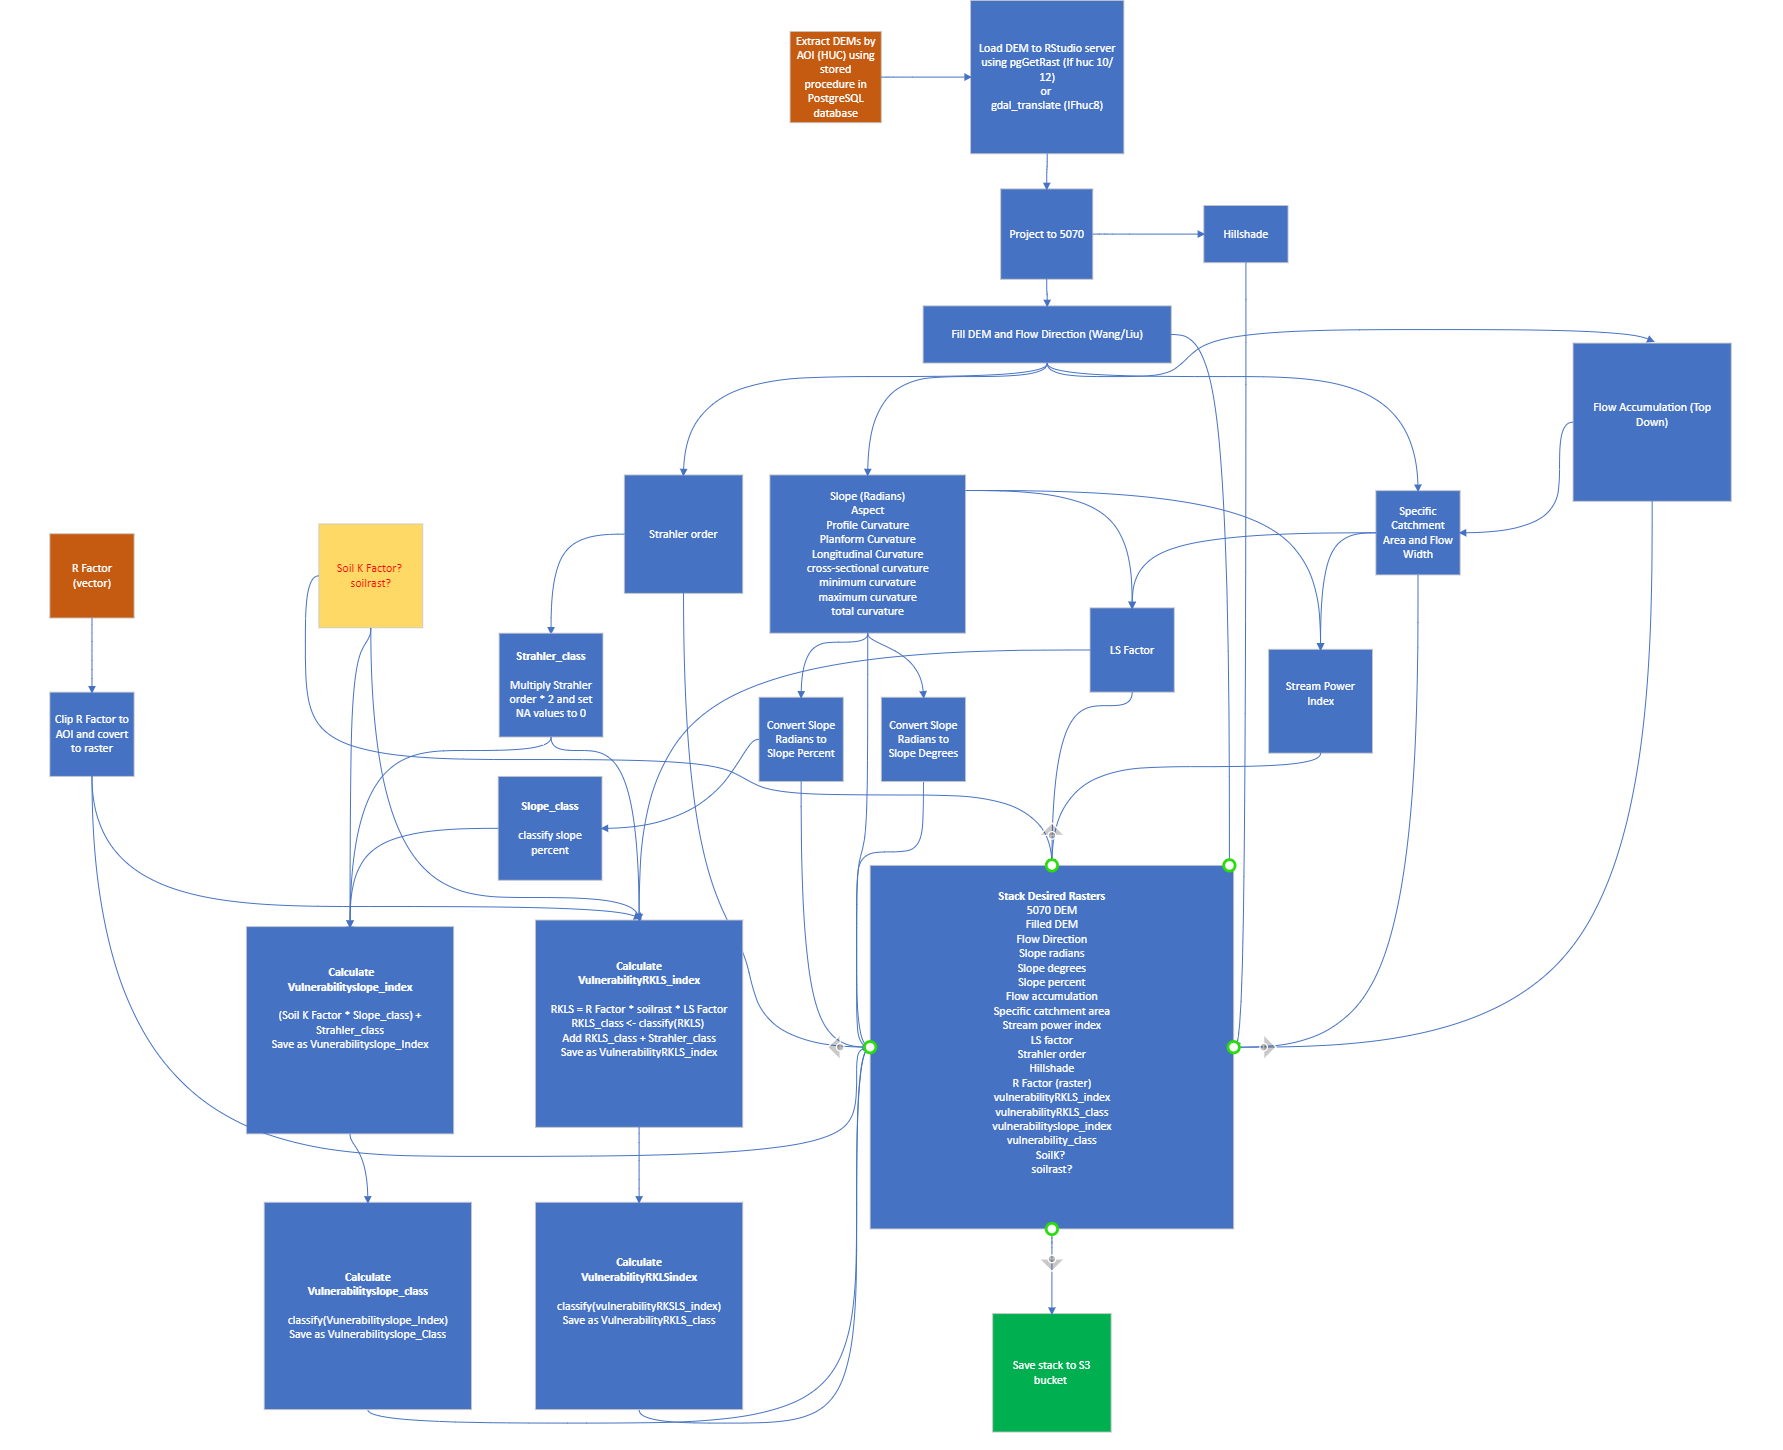 Extract DEMs by
AOI (HUC) using
stored
procedure in
PostgreSQL
database
Load DEM to RStudio server
using pgGetRast (If huc 10/
12)
or
gdal_translate (IFhuc8)
Project to 5070
Hillshade
Fill DEM and Flow Direction (Wang/Liu)
Flow Accumulation (Top
Down)
Strahler order
Slope (Radians)
Aspect
Profile Curvature
Planform Curvature
Longitudinal Curvature
cross-sectional curvature
minimum curvature
maximum curvature
total curvature
Specific
Catchment
Area and Flow
Width
R Factor
(vector)
Soil K Factor?
soilrast?
Strahler_class
Multiply Strahler
order * 2 and set
NA values to 0
LS Factor
Stream Power
Index
Clip R Factor to
AOI and covert
to raster
Convert Slope
Radians to
Slope Percent
Convert Slope
Radians to
Slope Degrees
Slope_class
classify slope
percent
Calculate
Vulnerabilityslope_index
(Soil K Factor * Slope_class) +
Strahler_class
Save as Vunerabilityslope_Index
Calculate
VulnerabilityRKLS_index
RKLS = R Factor * soilrast * LS Factor
RKLS_class <- classify(RKLS)
Add RKLS_class + Strahler_class
Save as VulnerabilityRKLS_index
Stack Desired Rasters
5070 DEM
Filled DEM
Flow Direction
Slope radians
Slope degrees
Slope percent
Flow accumulation
Specific catchment area
Stream power index
LS factor
Strahler order
Hillshade
R Factor (raster)
vulnerabilityRKLS_index
vulnerabilityRKLS_class
vulnerabilityslope_index
vulnerability_class
SoilK?
soilrast?
Calculate
Vulnerabilityslope_class
classify(Vunerabilityslope_Index)
Save as Vulnerabilityslope_Class
Calculate
VulnerabilityRKLSindex
classify(vulnerabilityRKSLS_index)
Save as VulnerabilityRKLS_class
Save stack to S3
bucket